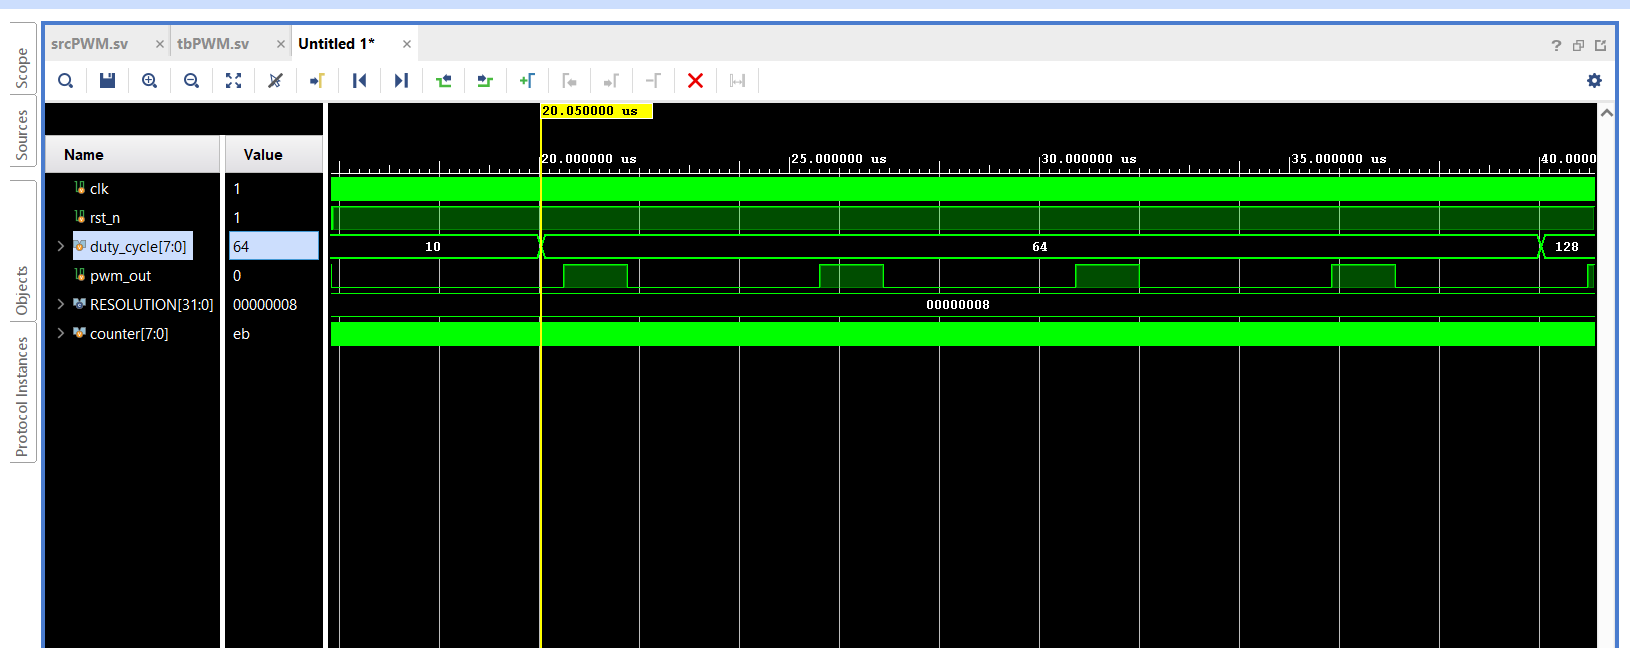 srcPWM.sv × tbPWM.sv × Untitled 1* × ?
Scope
Sources
Objects
Protocol Instances
20.050000 us
20.000000 us 25.000000 us 30.000000 us 35.000000 us 40.0000
Name Value
clk 1
rst_n 1
duty_cycle[7:0] 64 10 64 128
pwm_out 0
RESOLUTION[31:0] 00000008 00000008
counter[7:0] eb